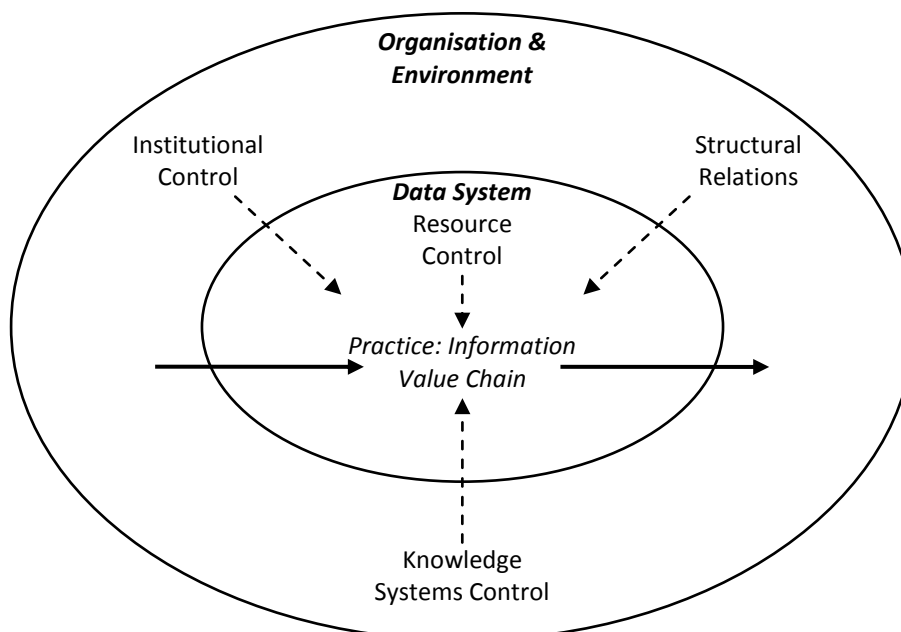 Organisation &
Environment
Institutional
Control
Structural
Relations
Data System
Resource
Control
Practice: Information
Value Chain
Knowledge
Systems Control